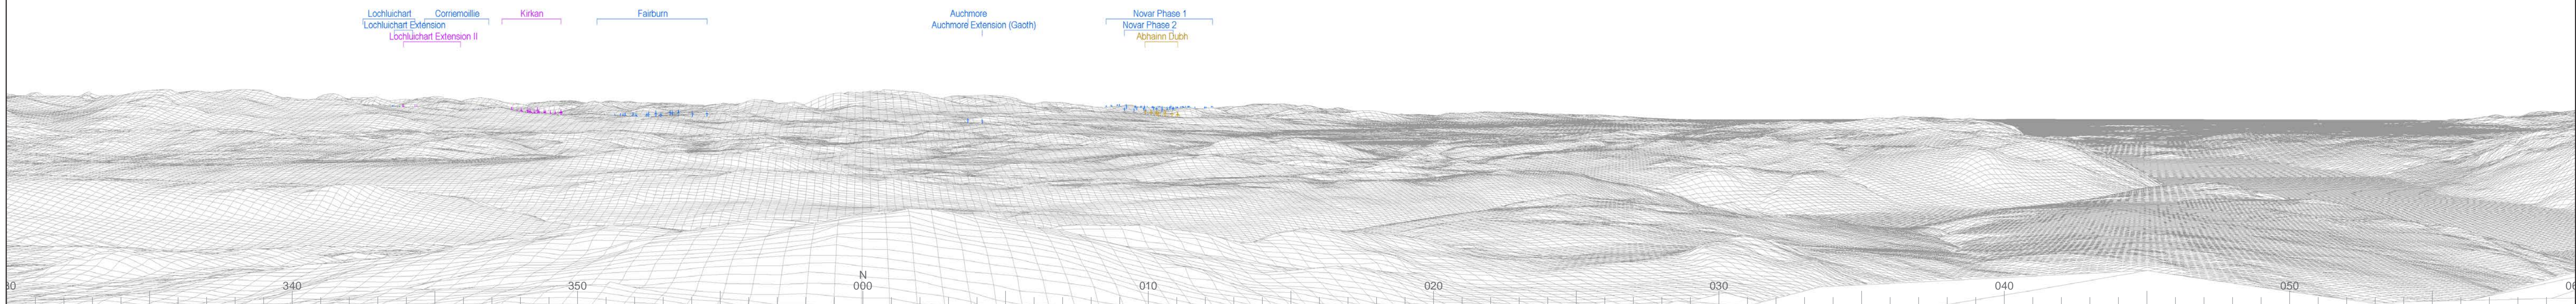 Lochluichart Corriemoillie Kirkan Fairburn Auchmore Novar Phase 1
Lochluichart Extension Auchmore Extension (Gaoth) Novar Phase 2
Lochluichart Extension II Abhainn Dubh
N
340 350 000 010 020 030 040 050